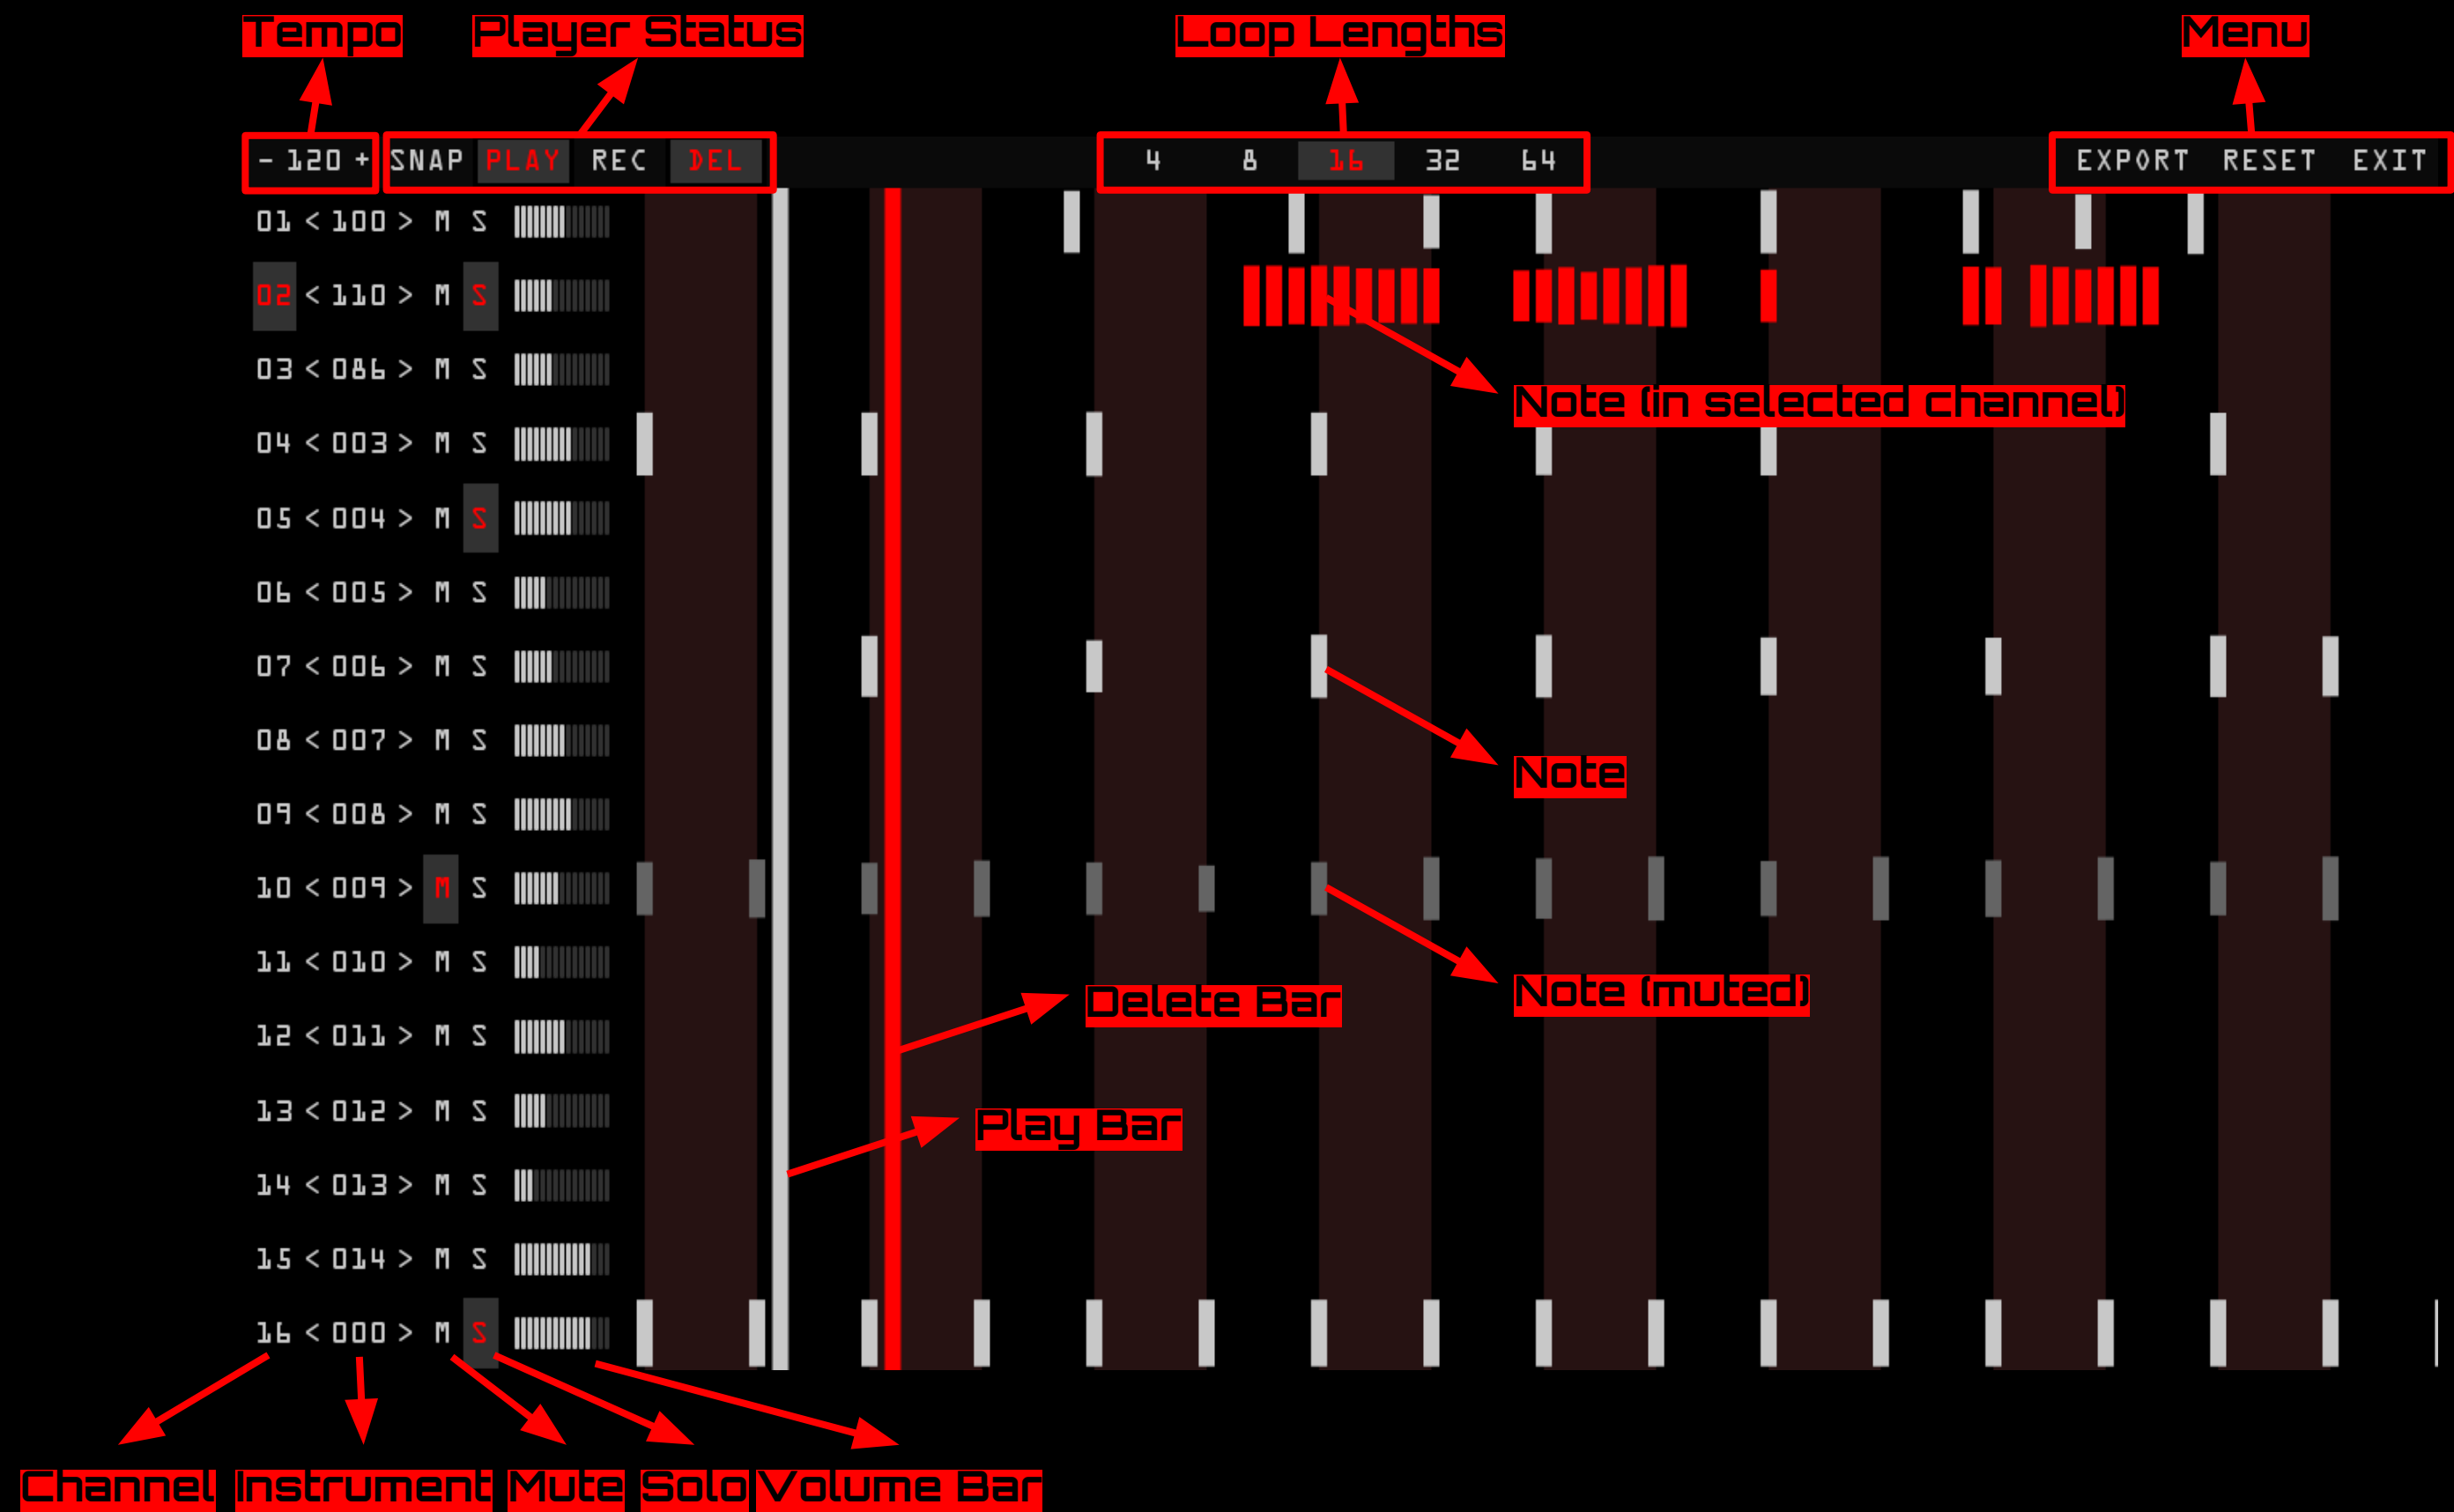 Tempo Player Status Loop Lengths Menu
- 120 + SNAP PLAY REC DEL 4 8 16 32 64 EXPORT RESET EXIT
01 < 100 > M S
02 < 110 > M S
03 < 086 > M S
Note (in selected channel)
04 < 003 > M S
05 < 004 > M S
06 < 005 > M S
07 < 006 > M S
08 < 007 > M S
Note
09 < 008 > M S
10 < 009 > M S
11 < 010 > M S
Delete Bar Note (muted)
12 < 011 > M S
13 < 012 > M S
Play Bar
14 < 013 > M S
15 < 014 > M S
16 < 000 > M S
Channel Instrument Mute Solo Volume Bar